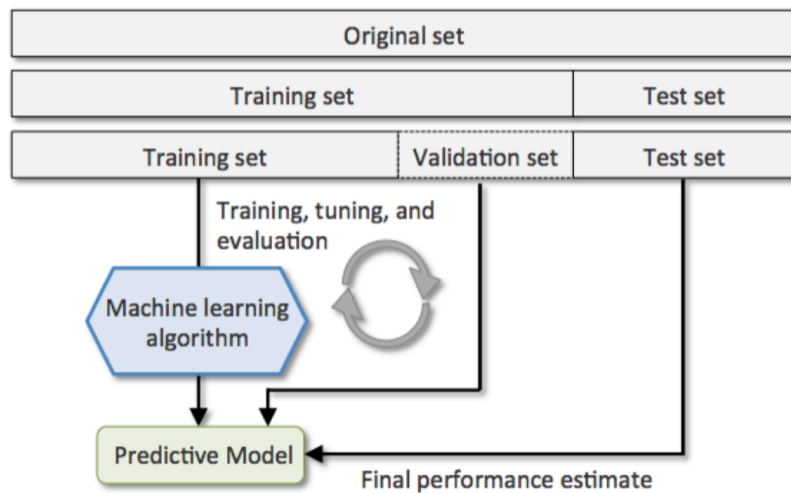 Original set
Training set
Test set
Training set
Validation set
Test set
Training, tuning, and
evaluation
Machine learning
algorithm
Predictive Model
Final performance estimate